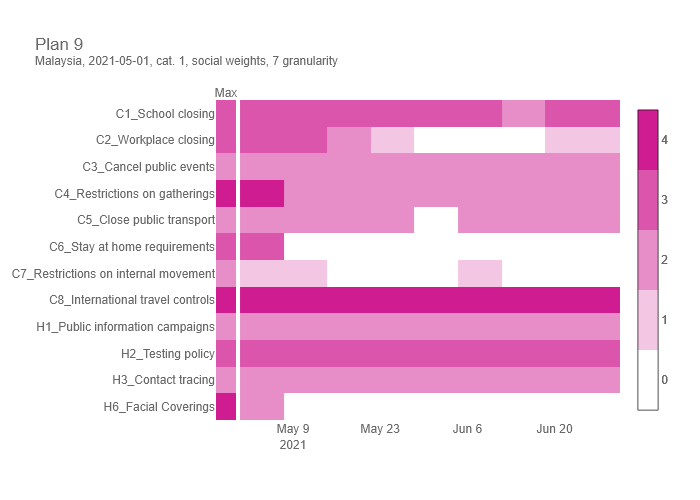 Plan 9
Malaysia, 2021-05-01, cat. 1, social weights, 7 granularity
Max
C1_School closing
C2_Workplace closing
C3_Cancel public events
C4_Restrictions on gatherings
C5_Close public transport
C6_Stay at home requirements
C7_Restrictions on internal movement
C8_International travel controls
H1_Public information campaigns
H2_Testing policy
H3_Contact tracing
H6_Facial Coverings
May 9
2021
May 23
Jun 6
Jun 20
4
3
2
1
0